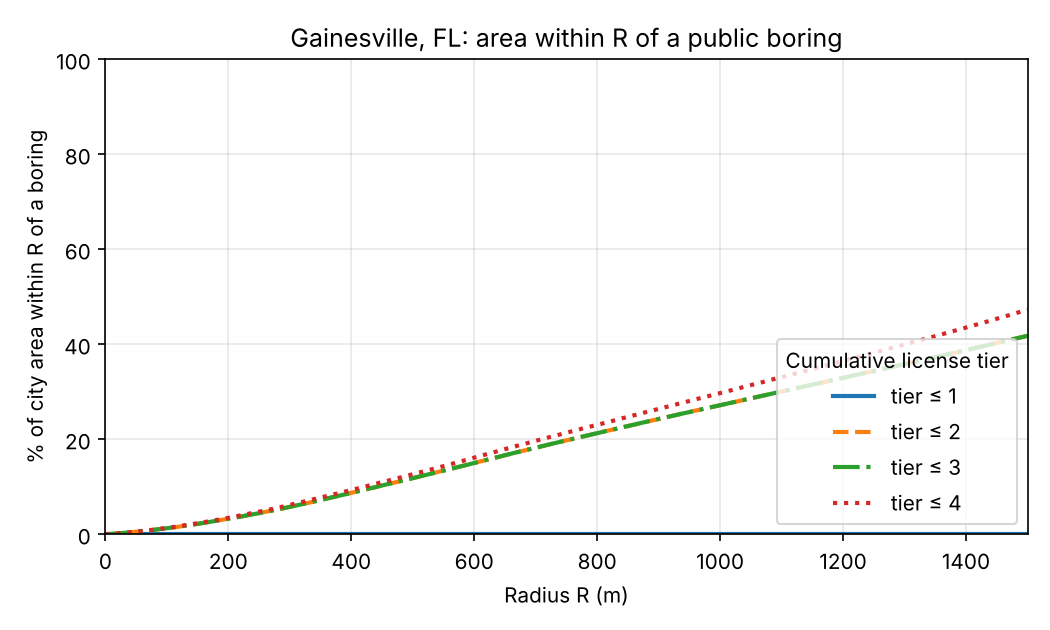 Gainesville, FL: area within R of a public boring
% of city area within R of a boring
100
80
60
40
20
0
0 200 400 600 800 1000 1200 1400
Radius R (m)
Cumulative license tier
tier ≤ 1
tier ≤ 2
tier ≤ 3
tier ≤ 4